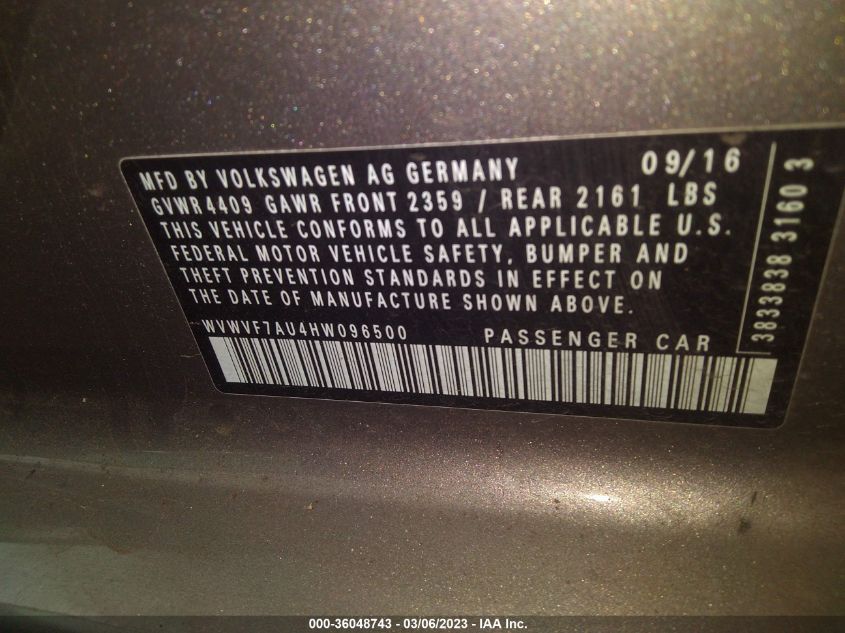 MFD BY VOLKSWAGEN AG GERMANY 09/16
GVWR 4409 GAWR FRONT 2359 / REAR 2161 LBS
THIS VEHICLE CONFORMS TO ALL APPLICABLE U.S.
FEDERAL MOTOR VEHICLE SAFETY, BUMPER AND
THEFT PREVENTION STANDARDS IN EFFECT ON
THE DATE OF MANUFACTURE SHOWN ABOVE.
WVWVF7AU4HW096500 PASSENGER CAR
3833838 3160 3
000-36048743 - 03/06/2023 - IAA Inc.